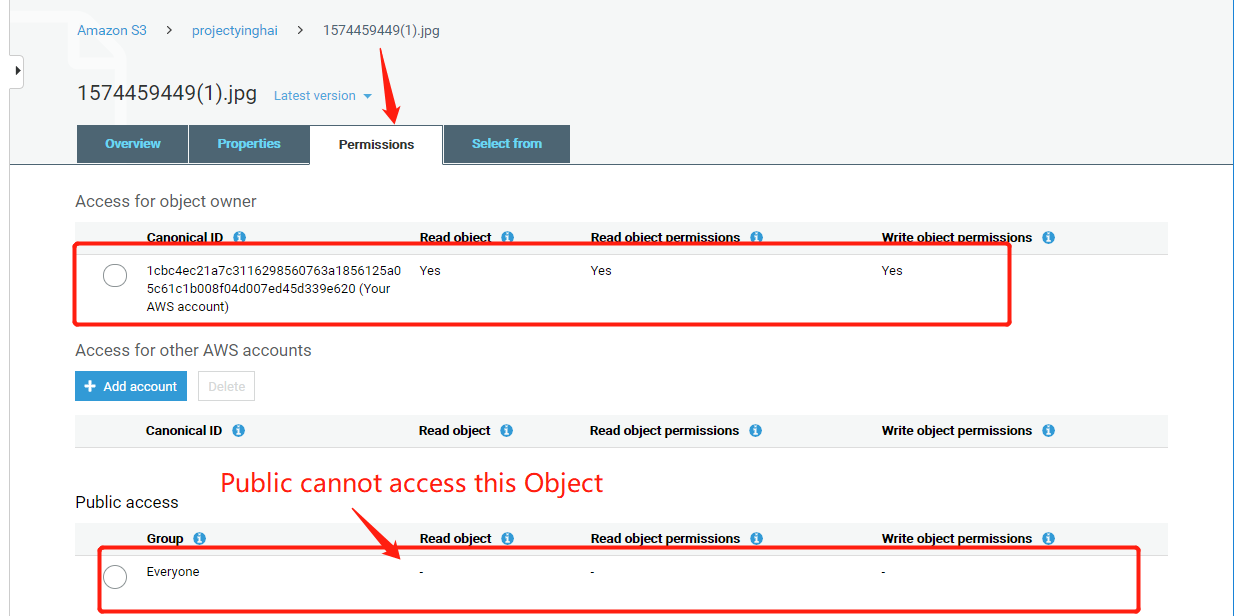 Amazon S3 > projectyinghai > 1574459449(1).jpg
1574459449(1).jpg Latest version
Overview Properties Permissions Select from
Access for object owner
Canonical ID Read object Read object permissions Write object permissions
1cbc4ec21a7c3116298560763a1856125a0 Yes Yes Yes
5c61c1b008f04d007ed45d339e620 (Your
AWS account)
Access for other AWS accounts
+ Add account Delete
Canonical ID Read object Read object permissions Write object permissions
Public cannot access this Object
Public access
Group Read object Read object permissions Write object permissions
Everyone - - -